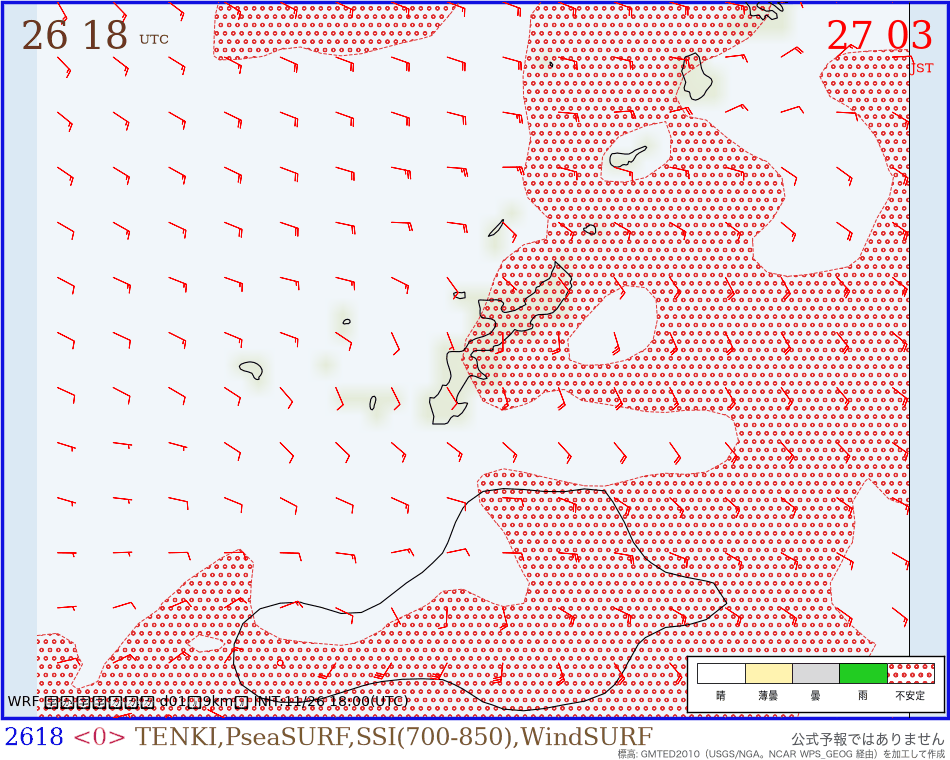 26 18 UTC
27 03
JST
晴 薄曇 曇 雨 不安定
WRF d01 9km INIT 11/26 18:00(UTC)
2618 <0> TENKI,PseaSURF,SSI(700-850),WindSURF
公式予報ではありません
標高: GMTED2010（USGS/NGA。NCAR WPS_GEOG 経由）を加工して作成